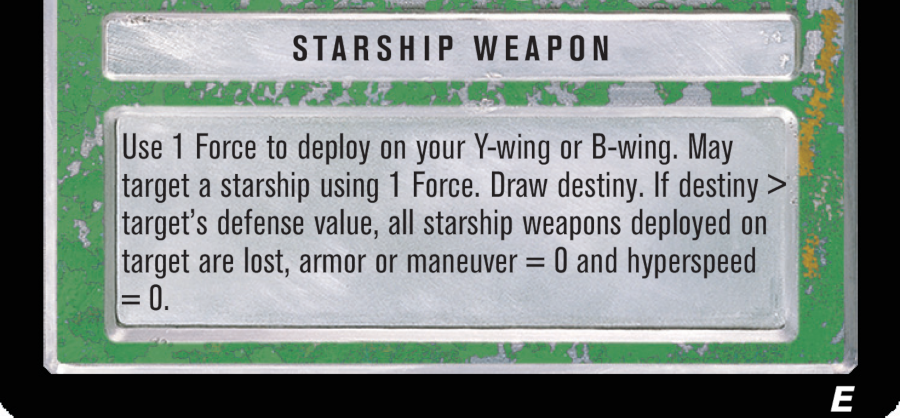 STARSHIP WEAPON
Use 1 Force to deploy on your Y-wing or B-wing. May
target a starship using 1 Force. Draw destiny. If destiny >
target's defense value, all starship weapons deployed on
target are lost, armor or maneuver = 0 and hyperspeed
= 0.
E